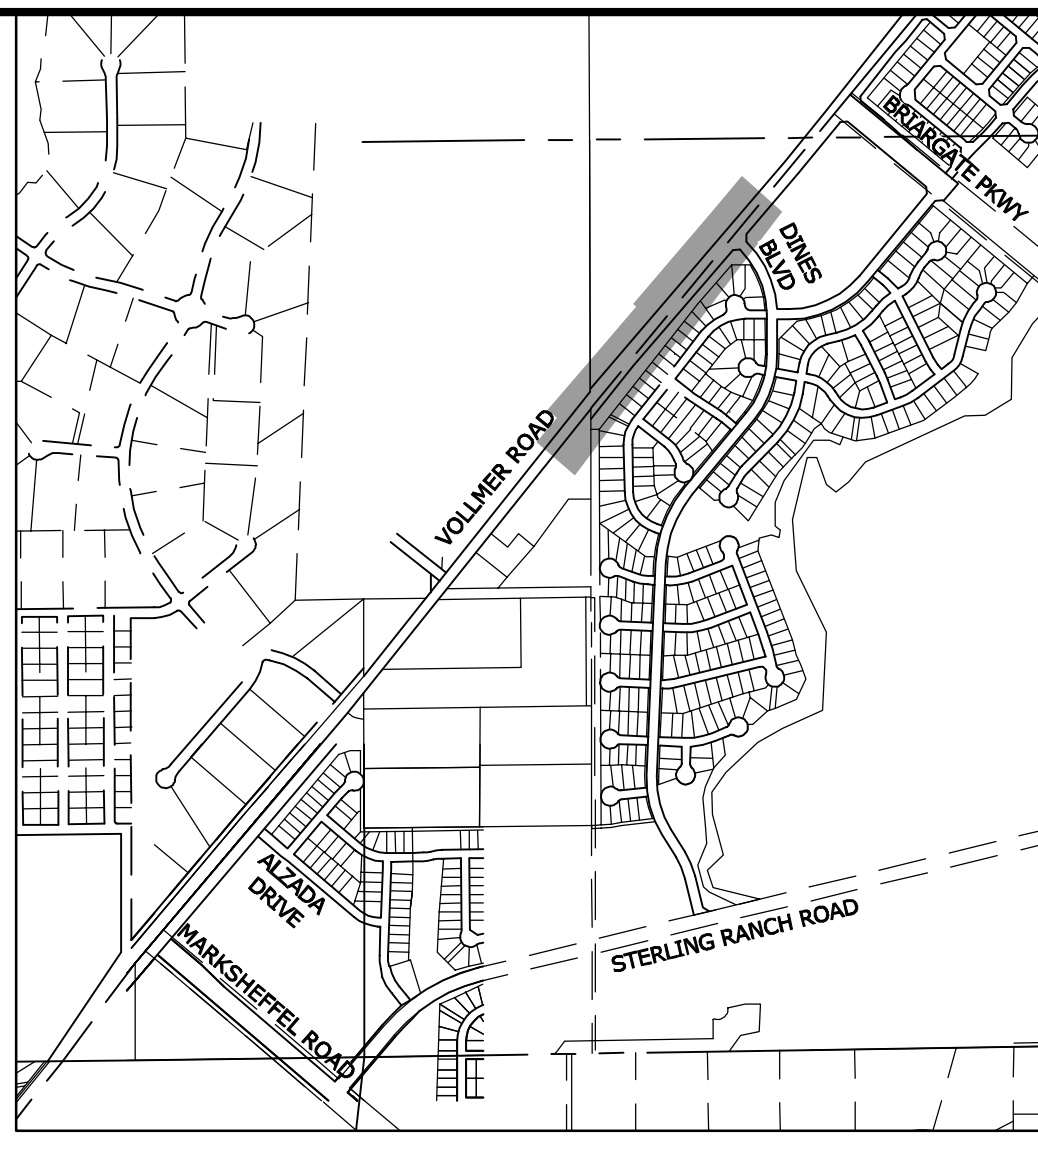 BRIARGATE PKWY
DINES
BLVD
VOLLMER ROAD
ALZADA
DRIVE
STERLING RANCH ROAD
MARKSHEFFEL ROAD